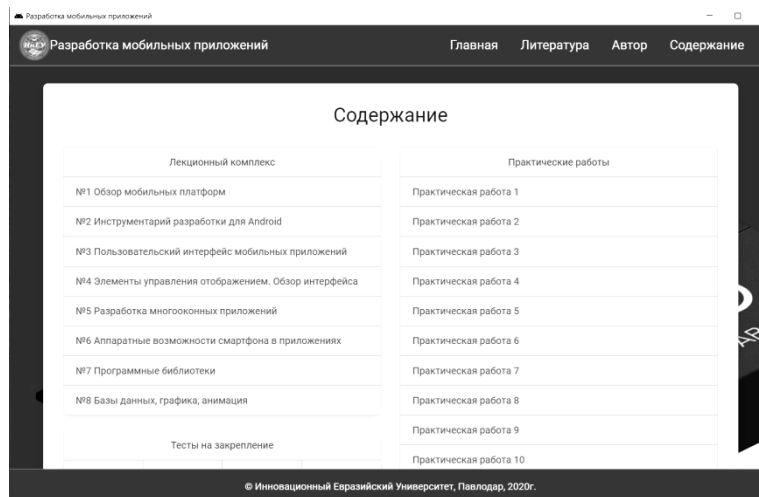 Разработка мобильных приложений
Разработка мобильных приложений
Главная Литература Автор Содержание
Содержание
Лекционный комплекс
№1 Обзор мобильных платформ
№2 Инструментарий разработки для Android
№3 Пользовательский интерфейс мобильных приложений
№4 Элементы управления отображением. Обзор интерфейса
№5 Разработка многооконных приложений
№6 Аппаратные возможности смартфона в приложениях
№7 Программные библиотеки
№8 Базы данных, графика, анимация
Тесты на закрепление
Практические работы
Практическая работа 1
Практическая работа 2
Практическая работа 3
Практическая работа 4
Практическая работа 5
Практическая работа 6
Практическая работа 7
Практическая работа 8
Практическая работа 9
Практическая работа 10
© Инновационный Евразийский Университет, Павлодар, 2020г.